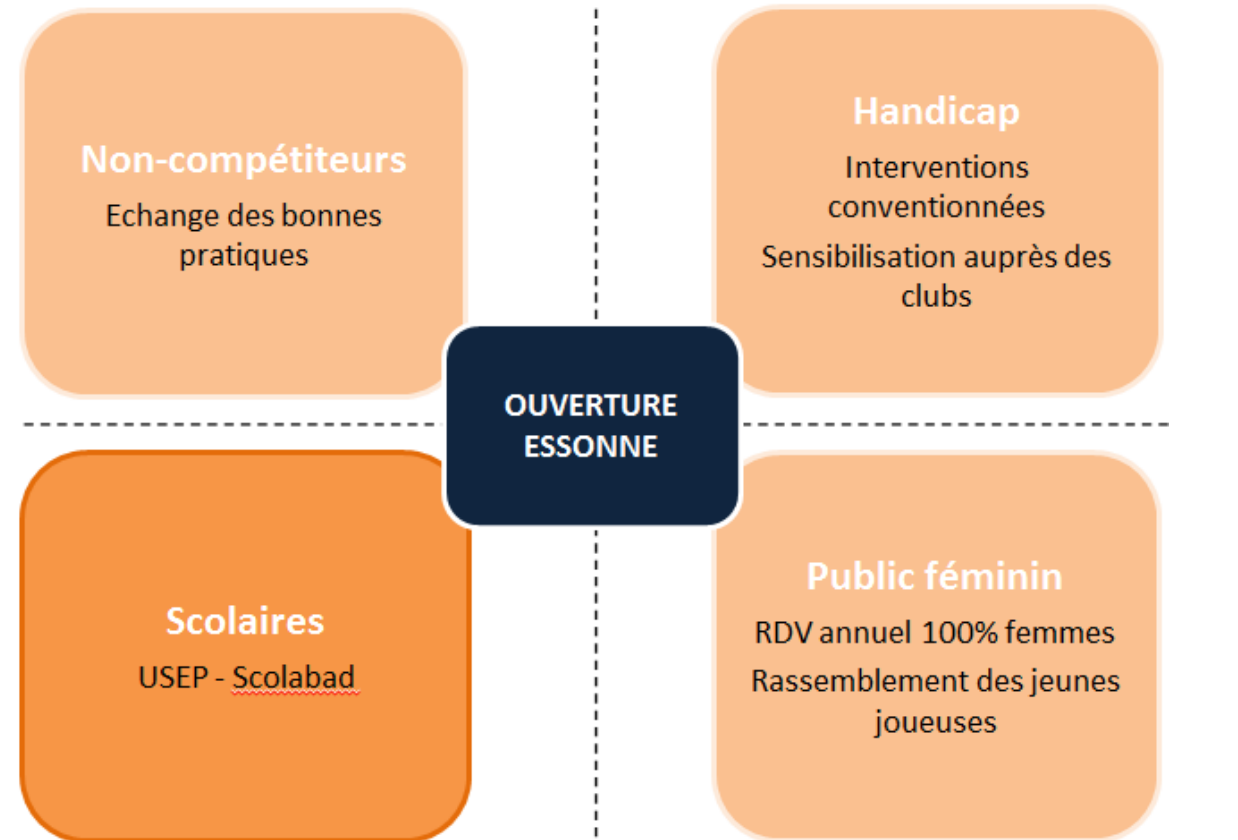 Non-compétiteurs
Echange des bonnes
pratiques
Handicap
Interventions
conventionnées
Sensibilisation auprès des
clubs
OUVERTURE
ESSONNE
Scolaires
USEP - Scolabad
Public féminin
RDV annuel 100% femmes
Rassemblement des jeunes
joueuses